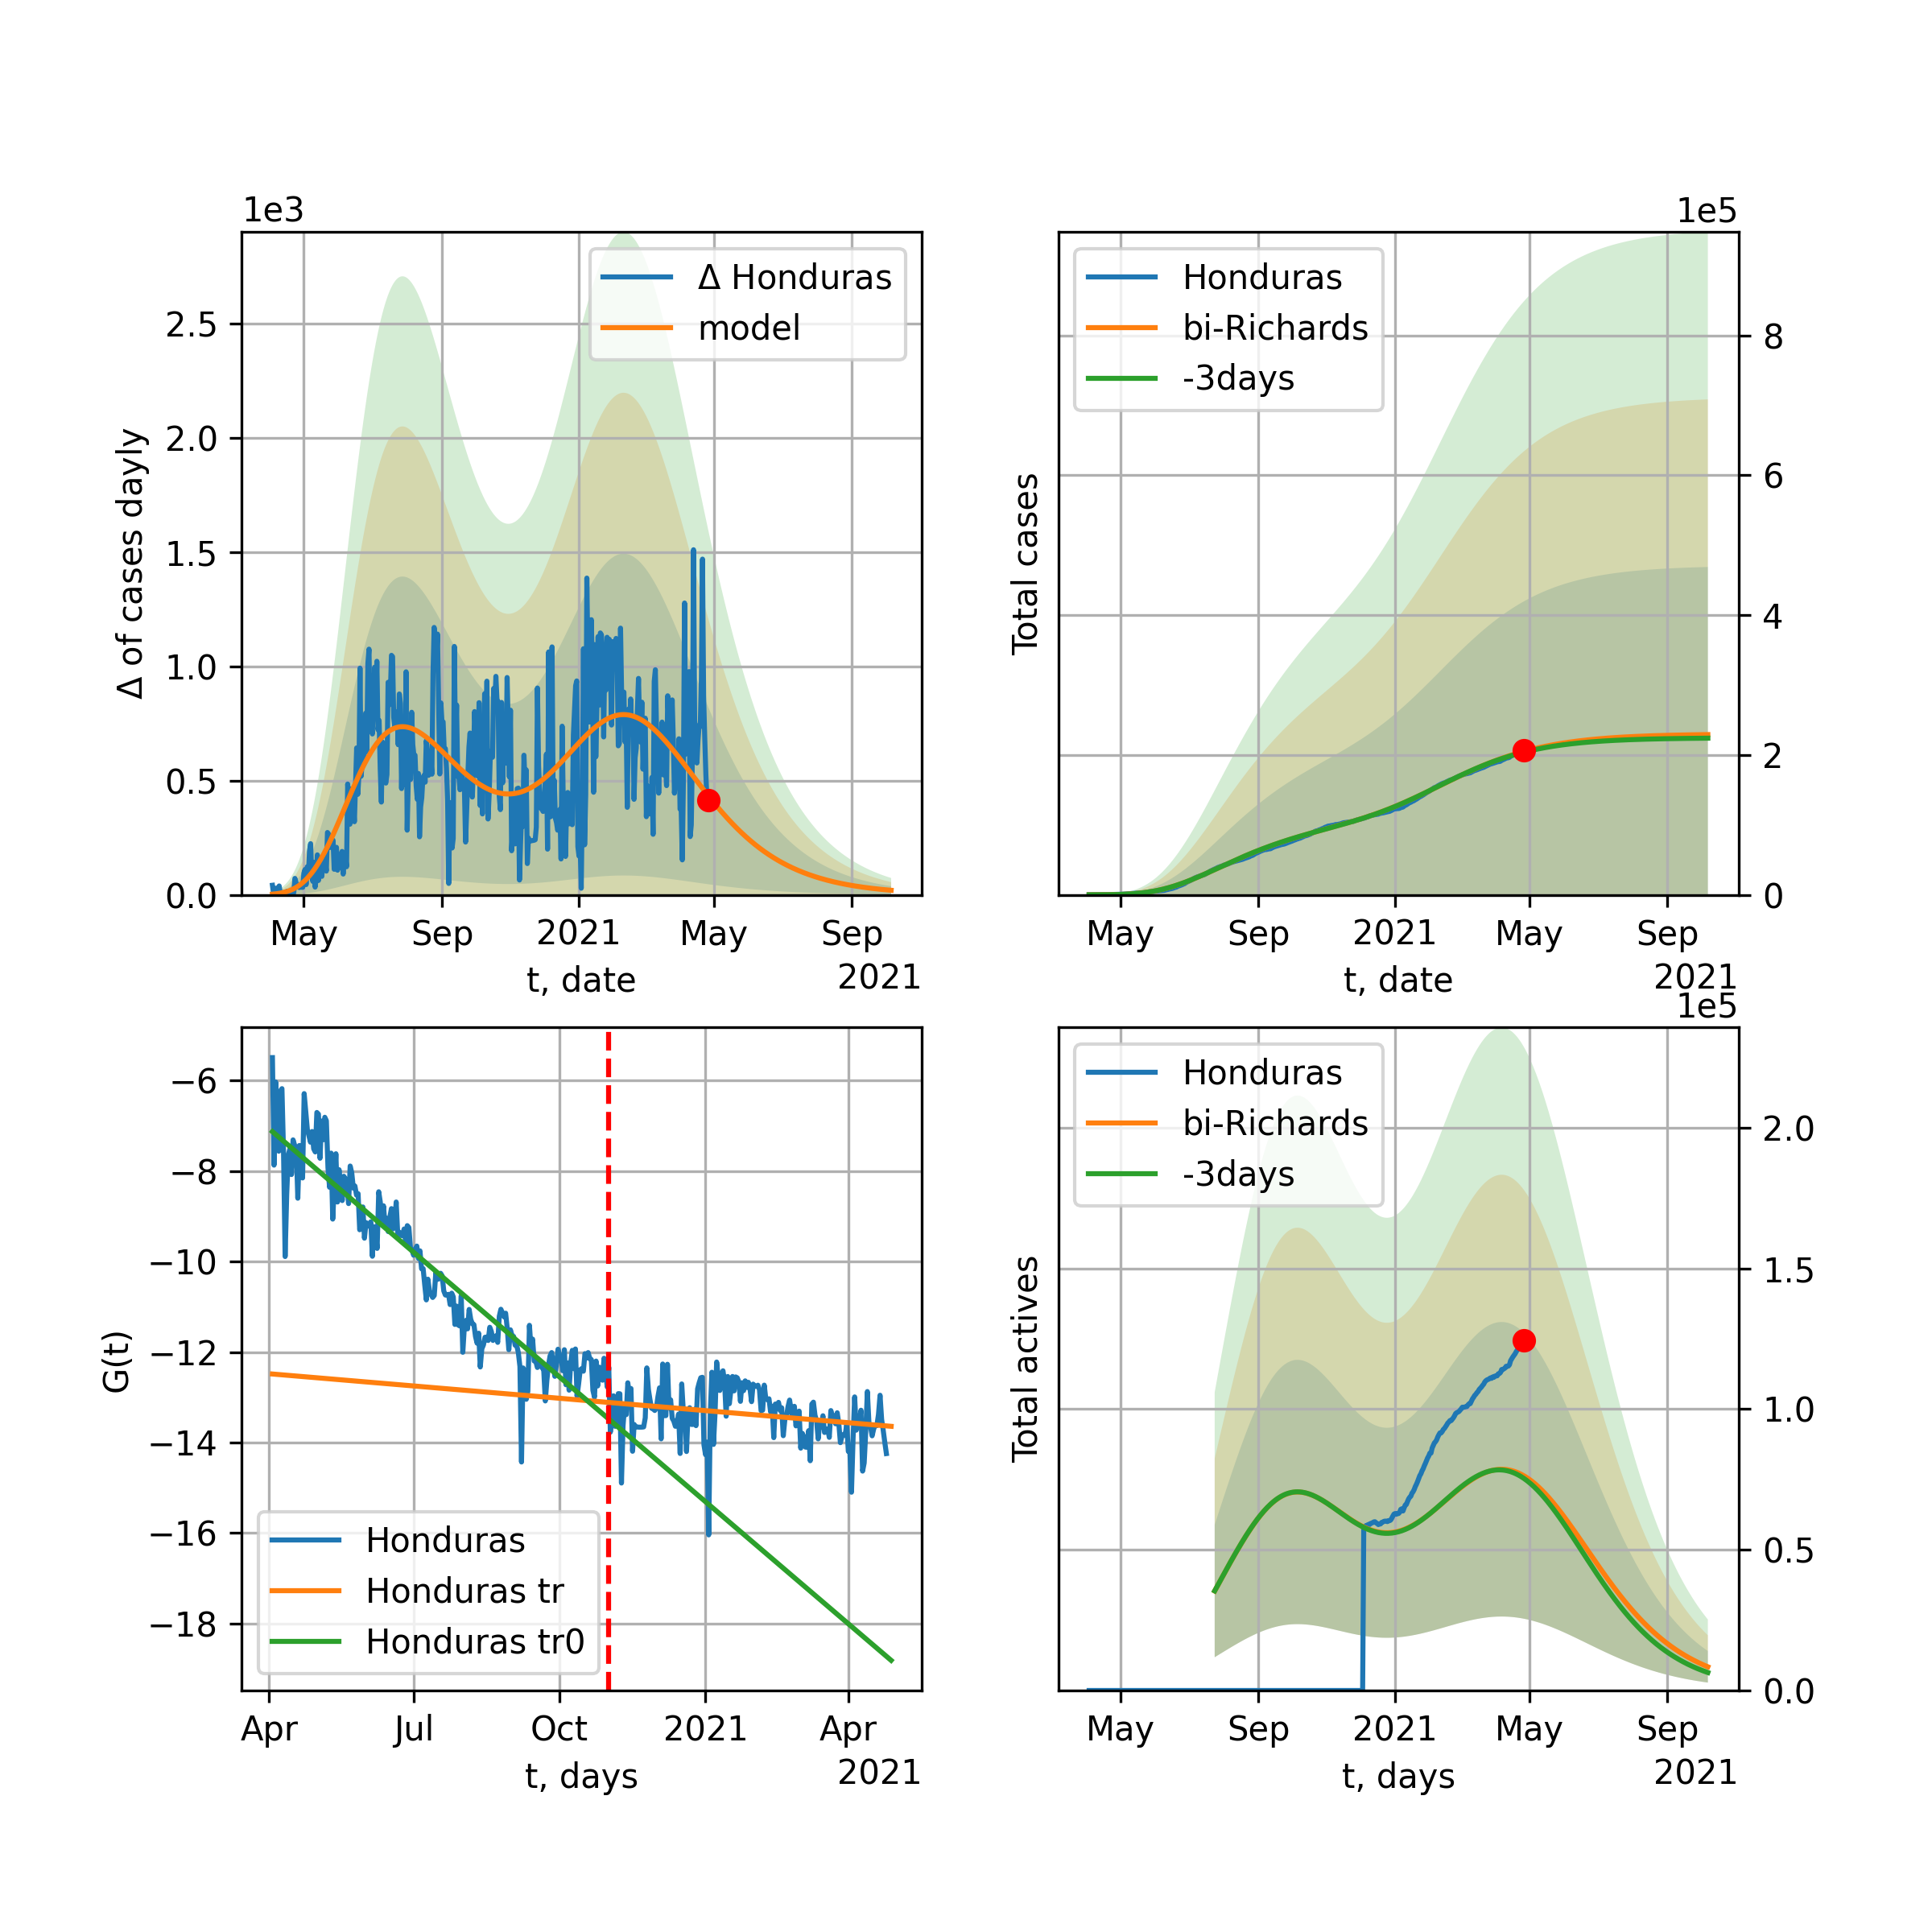 1e3
Δ of cases dayly
2.5
2.0
1.5
1.0
0.5
0.0
Δ Honduras
model
May Sep 2021 May Sep
t, date
2021
1e5
Total cases
Honduras
bi-Richards
-3days
8
6
4
2
0
May Sep 2021 May Sep
t, date
2021
G(t)
−6
−8
−10
−12
−14
−16
−18
Honduras
Honduras tr
Honduras tr0
Apr Jul Oct 2021 Apr
t, days
2021
1e5
Total actives
Honduras
bi-Richards
-3days
2.0
1.5
1.0
0.5
0.0
May Sep 2021 May Sep
t, days
2021